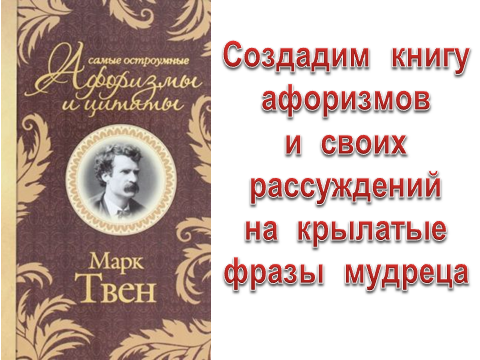 самые остроумные
Афоризмы
и цитаты
Марк
Твен
Создадим книгу
афоризмов
и своих
рассуждений
на крылатые
фразы мудреца